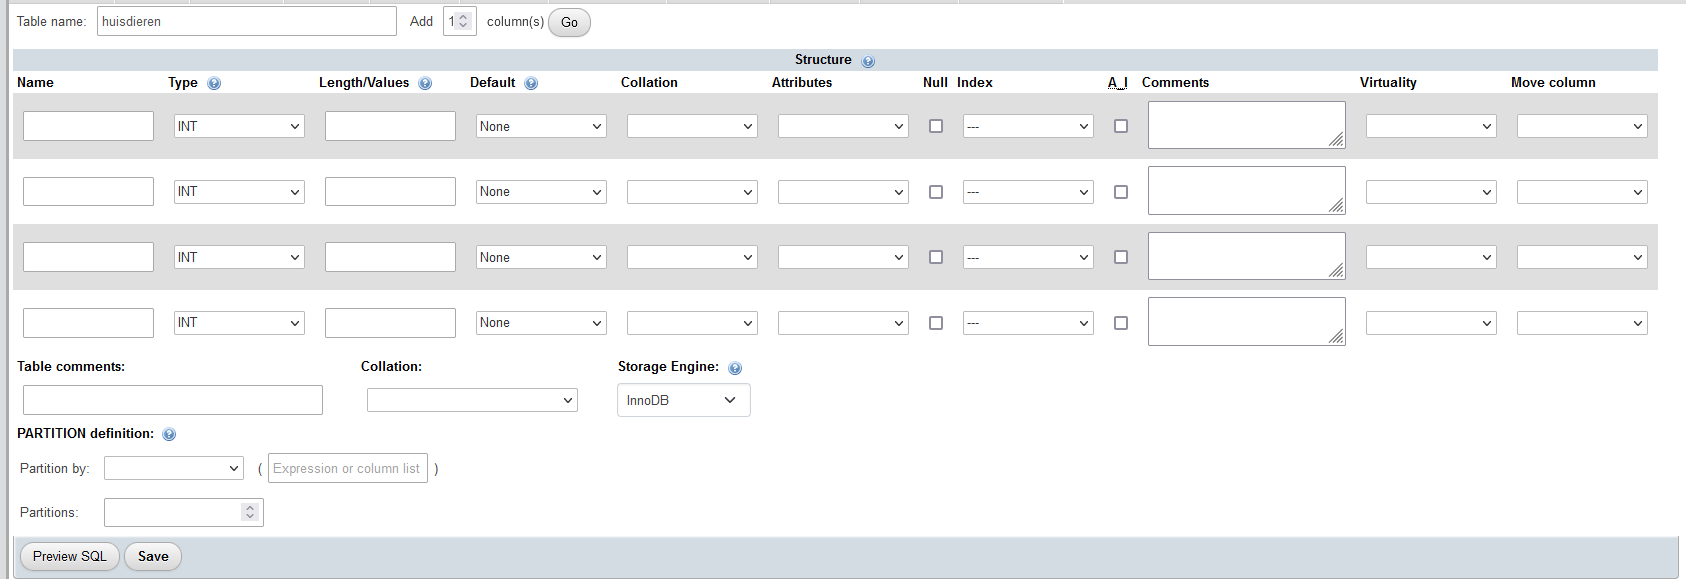 Table name: huisdieren Add 1 column(s) Go
Structure
Name Type Length/Values Default Collation Attributes Null Index A_I Comments Virtuality Move column
INT None ---
INT None ---
INT None ---
INT None ---
Table comments: Collation: Storage Engine:
InnoDB
PARTITION definition:
Partition by: ( Expression or column list )
Partitions:
Preview SQL Save